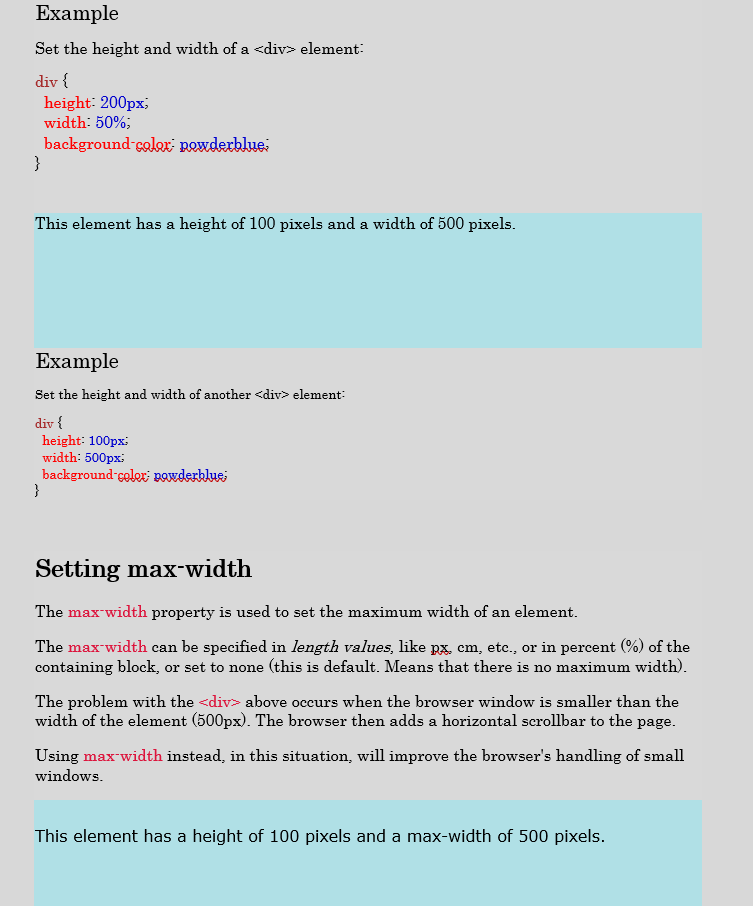 Example
Set the height and width of a <div> element:
div {
height: 200px;
width: 50%;
background-color: powderblue;
}
This element has a height of 100 pixels and a width of 500 pixels.
Example
Set the height and width of another <div> element:
div {
height: 100px;
width: 500px;
background-color: powderblue;
}
Setting max-width
The max-width property is used to set the maximum width of an element.
The max-width can be specified in length values, like px, cm, etc., or in percent (%) of the
containing block, or set to none (this is default. Means that there is no maximum width).
The problem with the <div> above occurs when the browser window is smaller than the
width of the element (500px). The browser then adds a horizontal scrollbar to the page.
Using max-width instead, in this situation, will improve the browser's handling of small
windows.
This element has a height of 100 pixels and a max-width of 500 pixels.